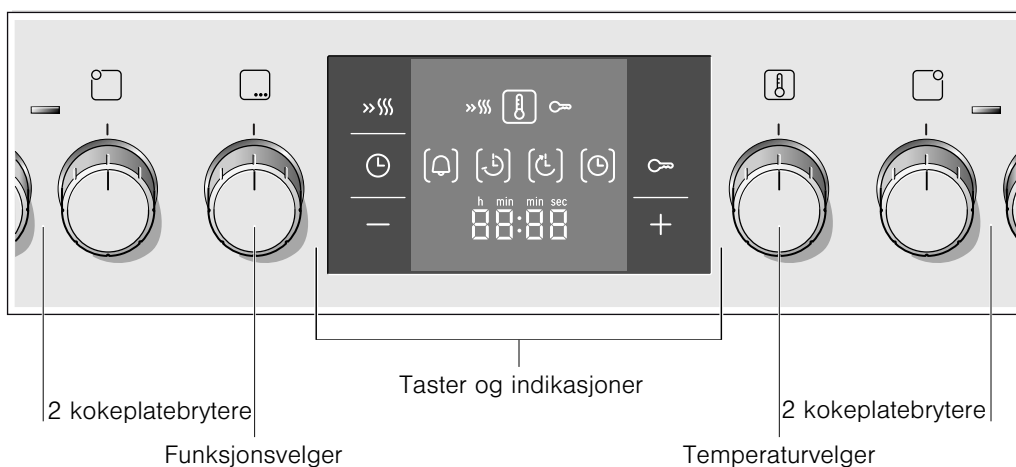 h min min sec
88:88
Taster og indikasjoner
2 kokeplatebrytere
2 kokeplatebrytere
Funksjonsvelger
Temperaturvelger